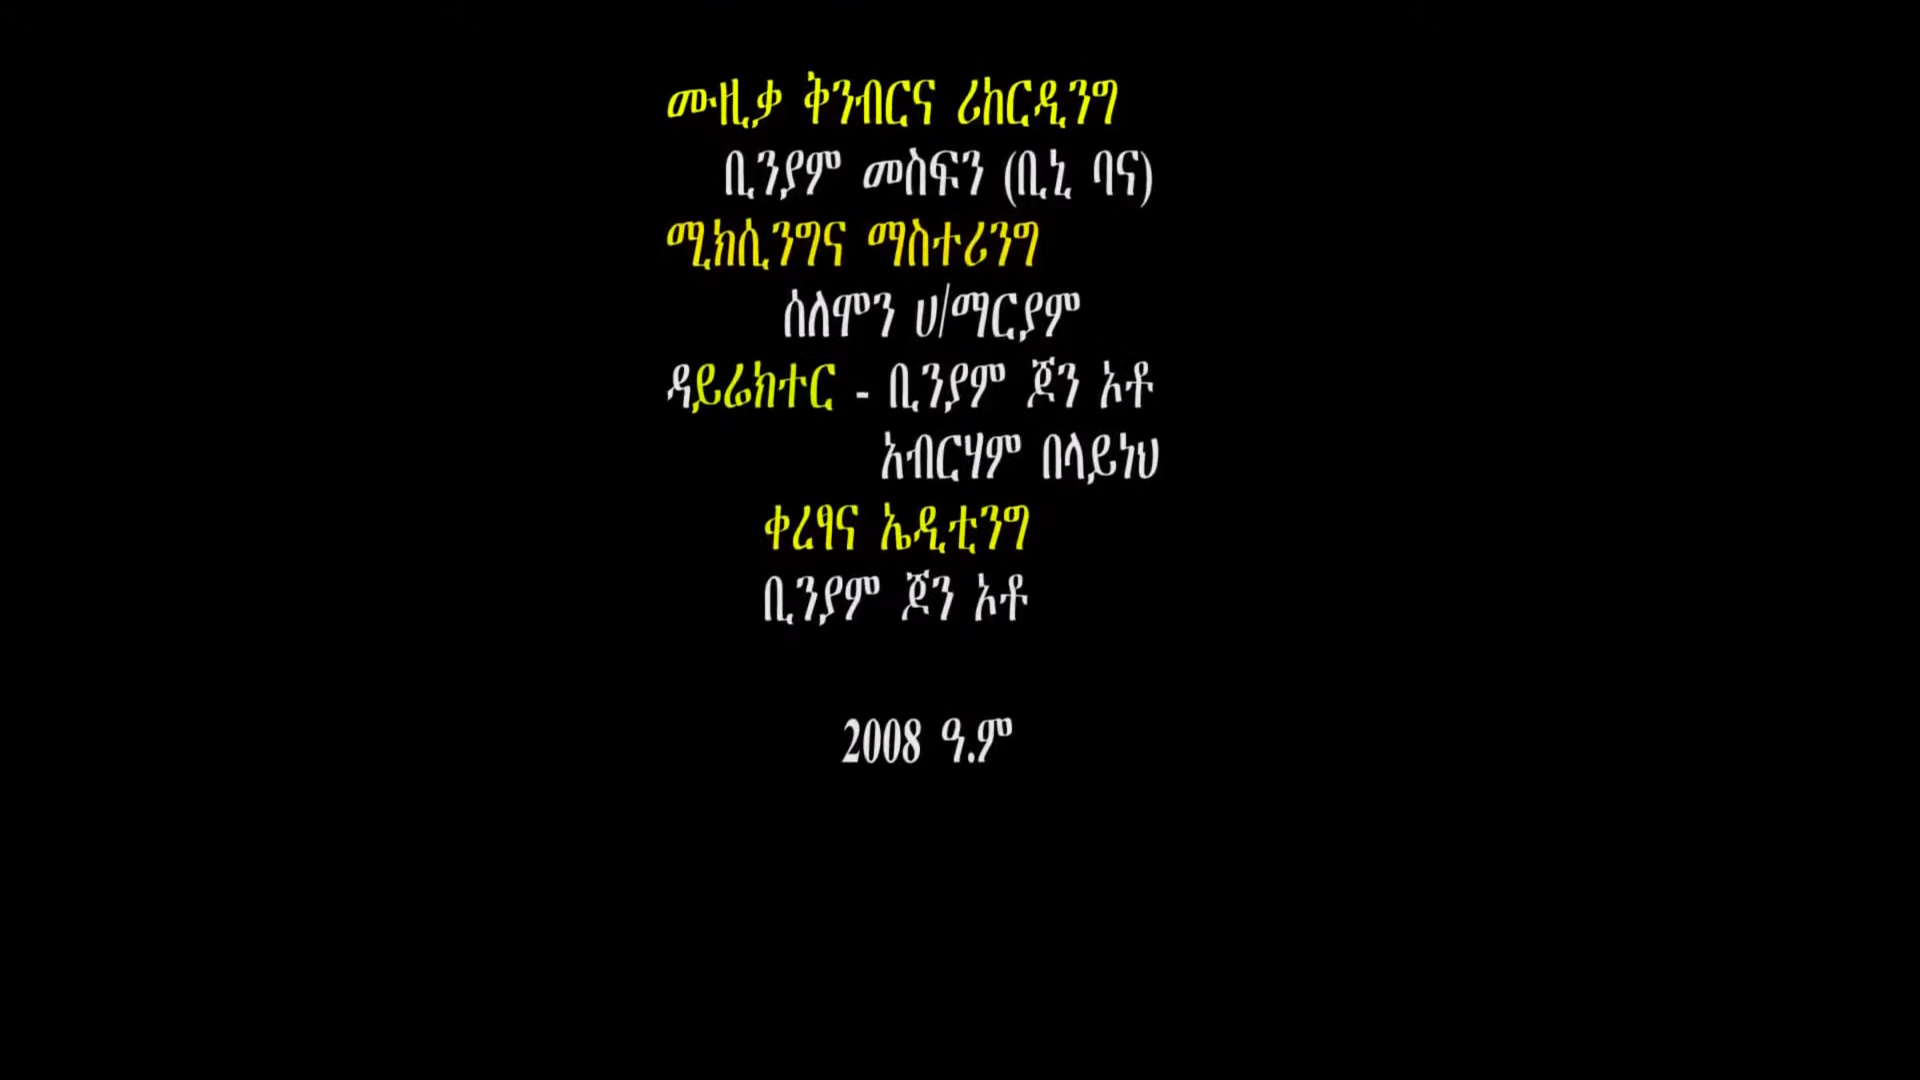 ሙዚቃ ቅንብርና ሪከርዲንግ
ቢንያም መስፍን (ቢኒ ባና)
ሚክሲንግና ማስተሪንግ
ሰለሞን ሀ/ማርያም
ዳይሬክተር - ቢንያም ጆን ኦቶ
አብርሃም በላይነህ
ቀረፃና ኤዲቲንግ
ቢንያም ጆን ኦቶ
2008 ዓ.ም